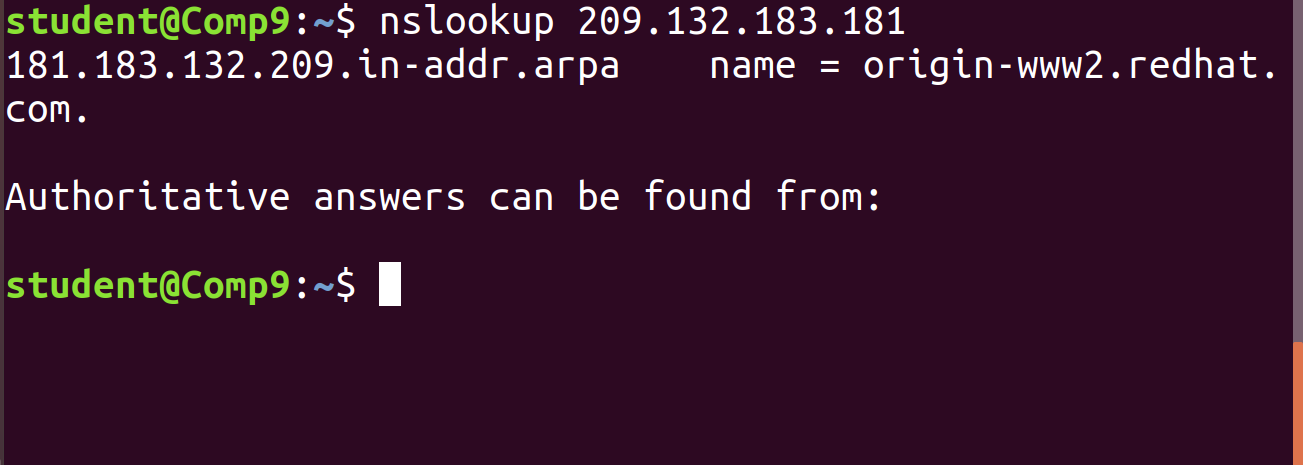 student@Comp9:~$ nslookup 209.132.183.181
181.183.132.209.in-addr.arpa    name = origin-www2.redhat.
com.
Authoritative answers can be found from:
student@Comp9:~$